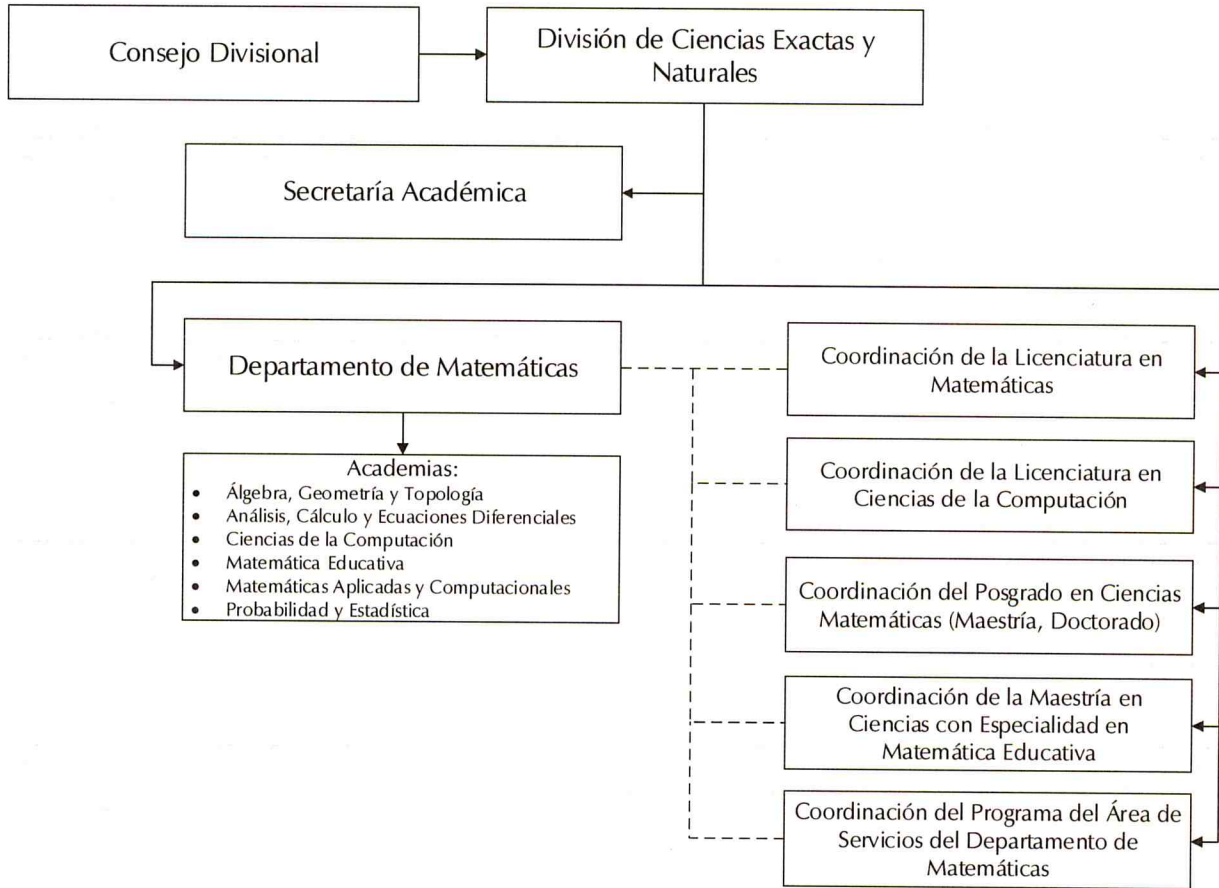 Consejo Divisional
División de Ciencias Exactas y
Naturales
Secretaría Académica
Departamento de Matemáticas
Academias:
• Álgebra, Geometría y Topología
• Análisis, Cálculo y Ecuaciones Diferenciales
• Ciencias de la Computación
• Matemática Educativa
• Matemáticas Aplicadas y Computacionales
• Probabilidad y Estadística
Coordinación de la Licenciatura en
Matemáticas
Coordinación de la Licenciatura en
Ciencias de la Computación
Coordinación del Posgrado en Ciencias
Matemáticas (Maestría, Doctorado)
Coordinación de la Maestría en
Ciencias con Especialidad en
Matemática Educativa
Coordinación del Programa del Área de
Servicios del Departamento de
Matemáticas